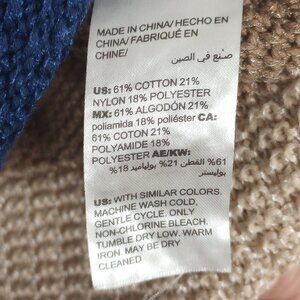 MADE IN CHINA/ HECHO EN
CHINA/ FABRIQUÉ EN
CHINE/
صنع في الصين
US: 61% COTTON 21%
NYLON 18% POLYESTER
MX: 61% ALGODÓN 21%
poliamida 18% poliéster CA:
61% COTON 21%
POLYAMIDE 18%
POLYESTER AE/KW:
61% القطن 21% بولياميد 18%
بوليستر
US: WITH SIMILAR COLORS.
MACHINE WASH COLD,
GENTLE CYCLE. ONLY
NON-CHLORINE BLEACH.
TUMBLE DRY LOW. WARM
IRON. MAY BE DRY
CLEANED